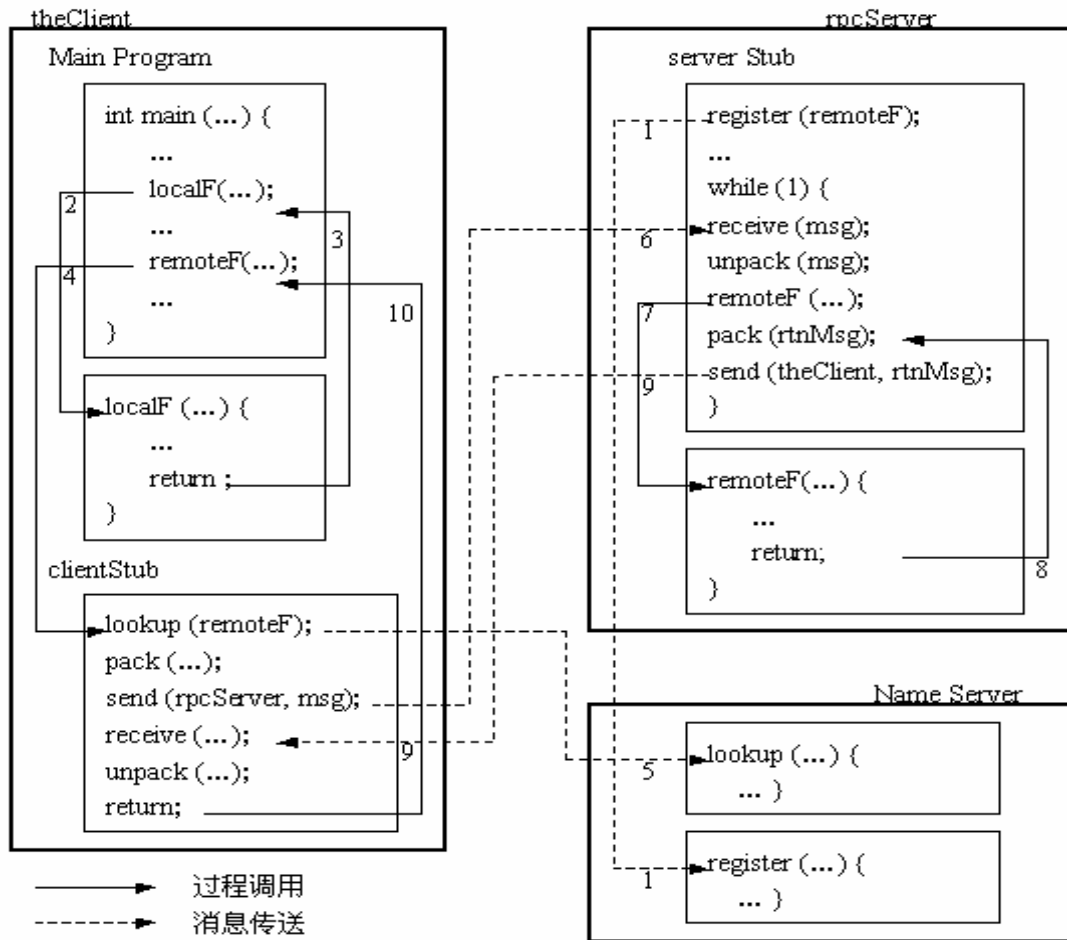 theClient
Main Program
int main (...) {
...
localF(...);
...
remoteF(...);
...
}
2
3
4
10
localF (...) {
...
return ;
}
clientStub
lookup (remoteF);
pack (...);
send (rpcServer, msg);
receive (...);
unpack (...);
return;
9
rpcServer
server Stub
register (remoteF);
...
while (1) {
receive (msg);
unpack (msg);
remoteF (...);
pack (rtnMsg);
send (theClient, rtnMsg);
}
1
6
7
9
remoteF(...) {
...
return;
}
8
Name Server
lookup (...) {
... }
5
register (...) {
... }
1
过程调用
消息传送